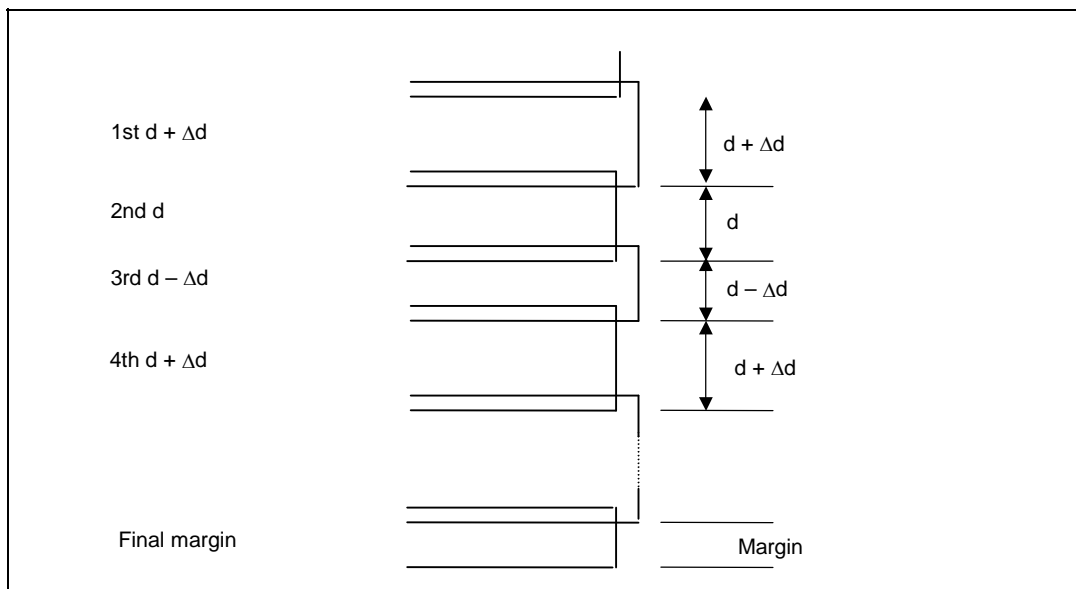 1st d + Δd
d + Δd
2nd d
d
3rd d – Δd
d – Δd
4th d + Δd
d + Δd
Final margin
Margin